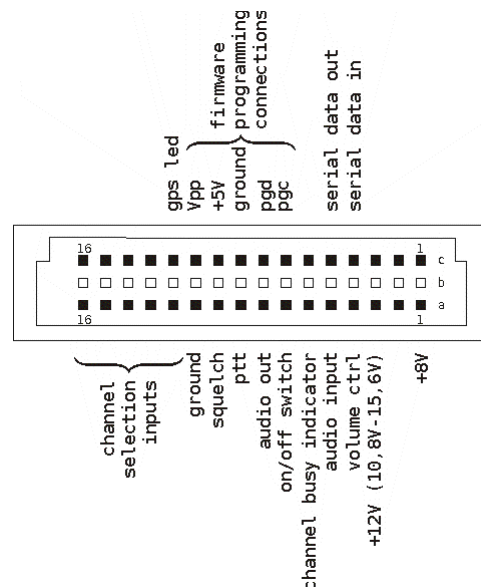 firmware
programming
connections
gps led
Vpp
+5V
ground
pgd
pgc
serial data out
serial data in
16
1
c
b
a
16
1
channel
selection
inputs
ground
squelch
ptt
audio out
on/off switch
channel busy indicator
audio input
volume ctrl
+12V (10,8V-15,6V)
+8V